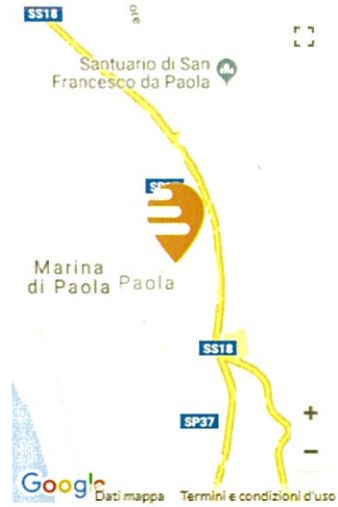 SS18
Santuario di San
Francesco da Paola
Marina
di Paola
Paola
SS18
SP37
Google
Dati mappa
Termini e condizioni d'uso